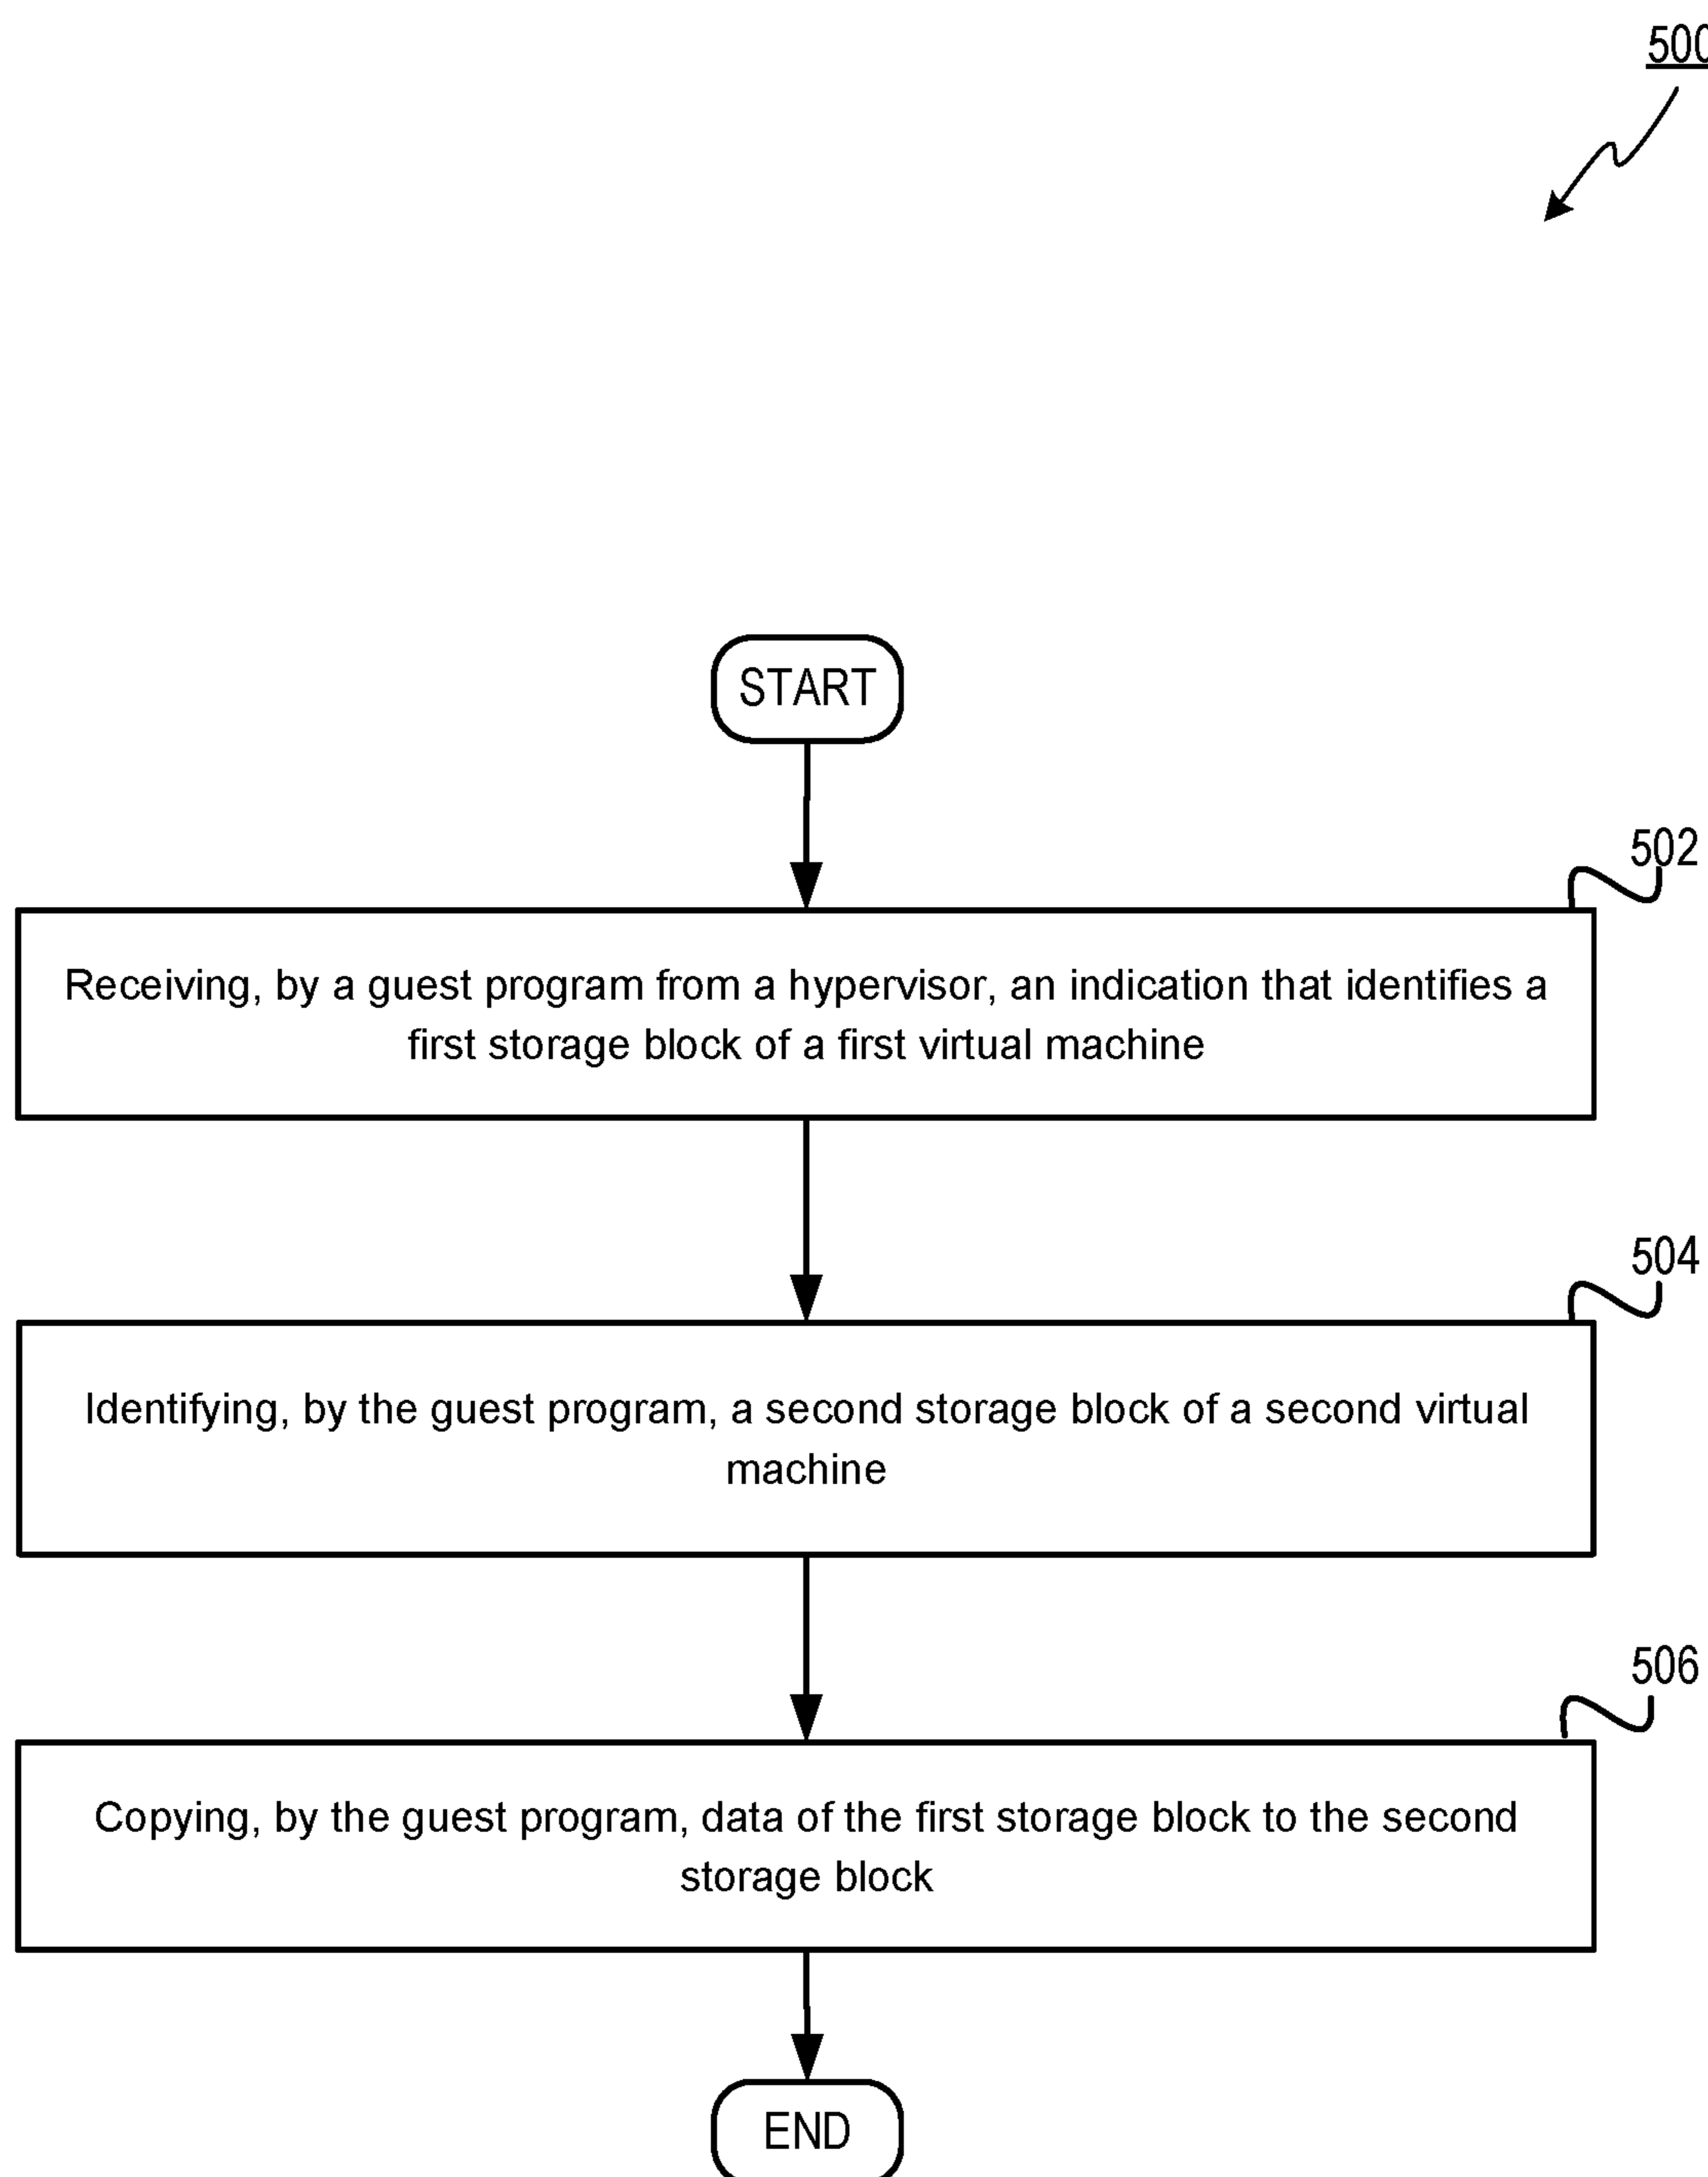 500
START
502
Receiving, by a guest program from a hypervisor, an indication that identifies a
first storage block of a first virtual machine
504
Identifying, by the guest program, a second storage block of a second virtual
machine
506
Copying, by the guest program, data of the first storage block to the second
storage block
END